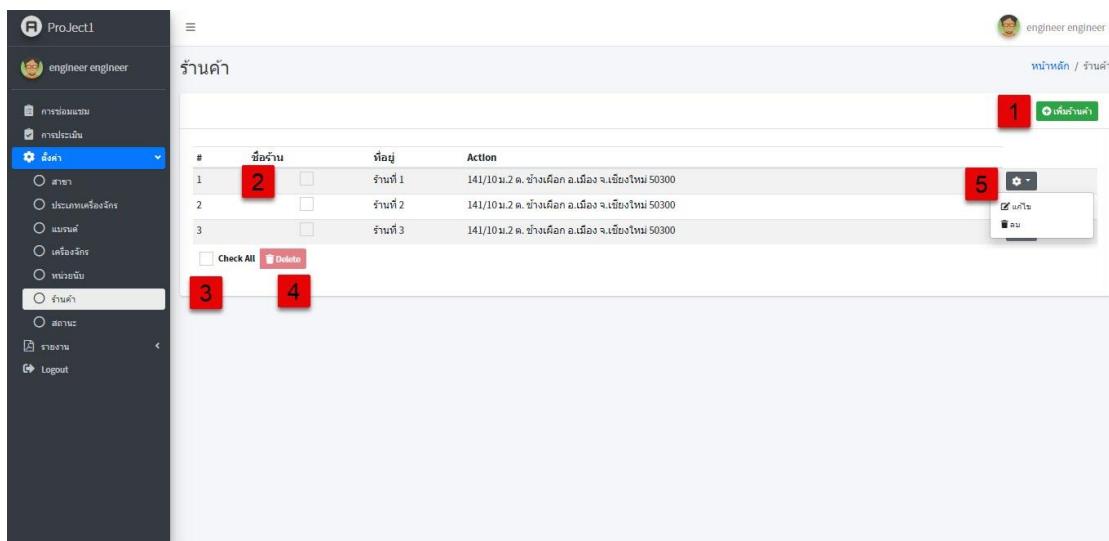 ProJect1
engineer engineer
engineer engineer
ร้านค้า
หน้าหลัก / ร้านค้า
การซ่อมแซม
การประเมิน
ตั้งค่า
สาขา
ประเภทเครื่องจักร
แบรนด์
เครื่องจักร
หน่วยนับ
ร้านค้า
สถานะ
รายงาน
Logout
1 เพิ่มร้านค้า
# ชื่อร้าน ที่อยู่ Action
1 2 ร้านที่ 1 141/10 ม.2 ต. ช้างเผือก อ.เมือง จ.เชียงใหม่ 50300 5
2 ร้านที่ 2 141/10 ม.2 ต. ช้างเผือก อ.เมือง จ.เชียงใหม่ 50300
3 ร้านที่ 3 141/10 ม.2 ต. ช้างเผือก อ.เมือง จ.เชียงใหม่ 50300
แก้ไข
ลบ
Check All Delete
3 4